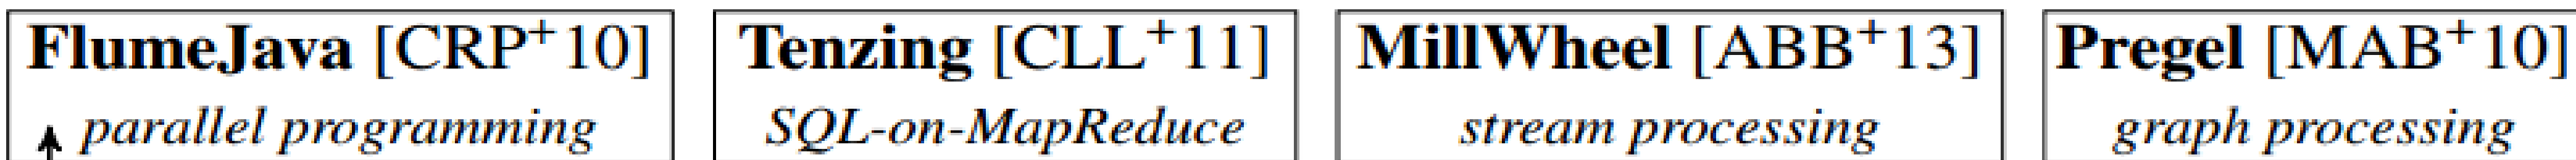 FlumeJava [CRP+10] Tenzing [CLL+11] MillWheel [ABB+13] Pregel [MAB+10]
parallel programming SQL-on-MapReduce stream processing graph processing